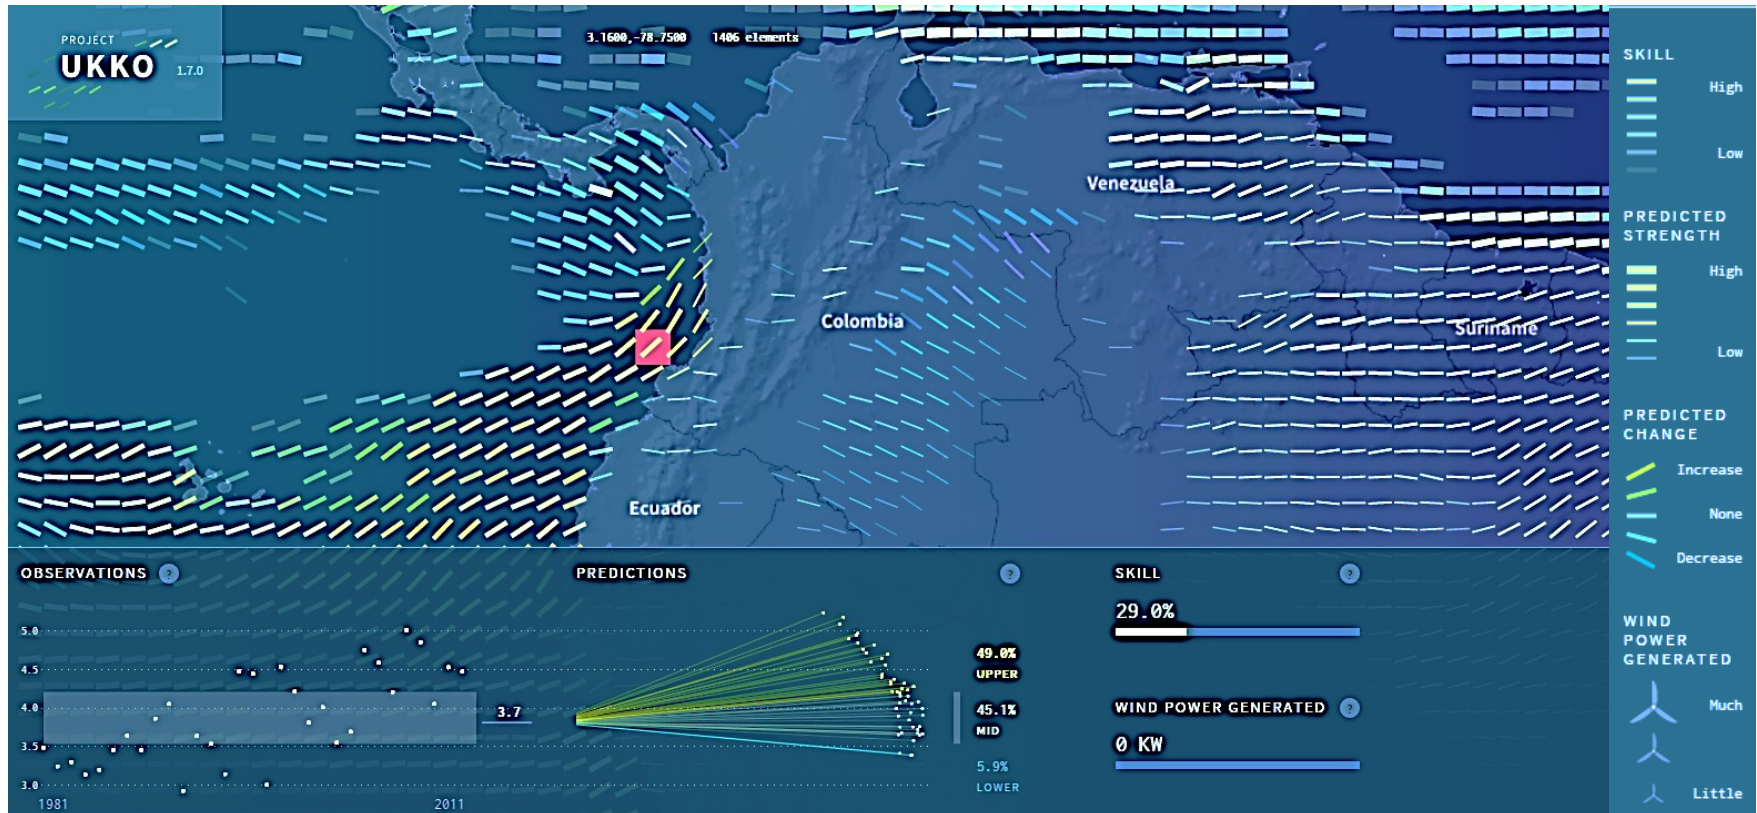 PROJECT
UKKO 1.7.0
3.1600,-78.7500 1406 elements
Venezuela
Colombia
Suriname
Ecuador
SKILL
High
Low
PREDICTED
STRENGTH
High
Low
PREDICTED
CHANGE
Increase
None
Decrease
WIND
POWER
GENERATED
Much
Little
OBSERVATIONS ?
5.0
4.5
4.0
3.5
3.0
1981 2011
3.7
PREDICTIONS ?
49.0%
UPPER
45.1%
MID
5.9%
LOWER
SKILL ?
29.0%
WIND POWER GENERATED ?
0 KW